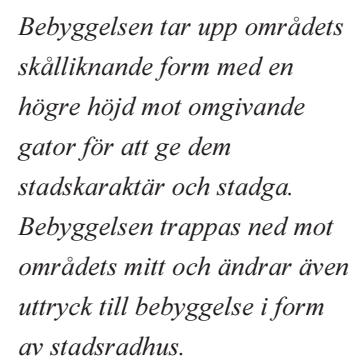 Bebyggelsen tar upp områdets
skålliknande form med en
högre höjd mot omgivande
gator för att ge dem
stadskaraktär och stadga.
Bebyggelsen trappas ned mot
områdets mitt och ändrar även
uttryck till bebyggelse i form
av stadsradhus.